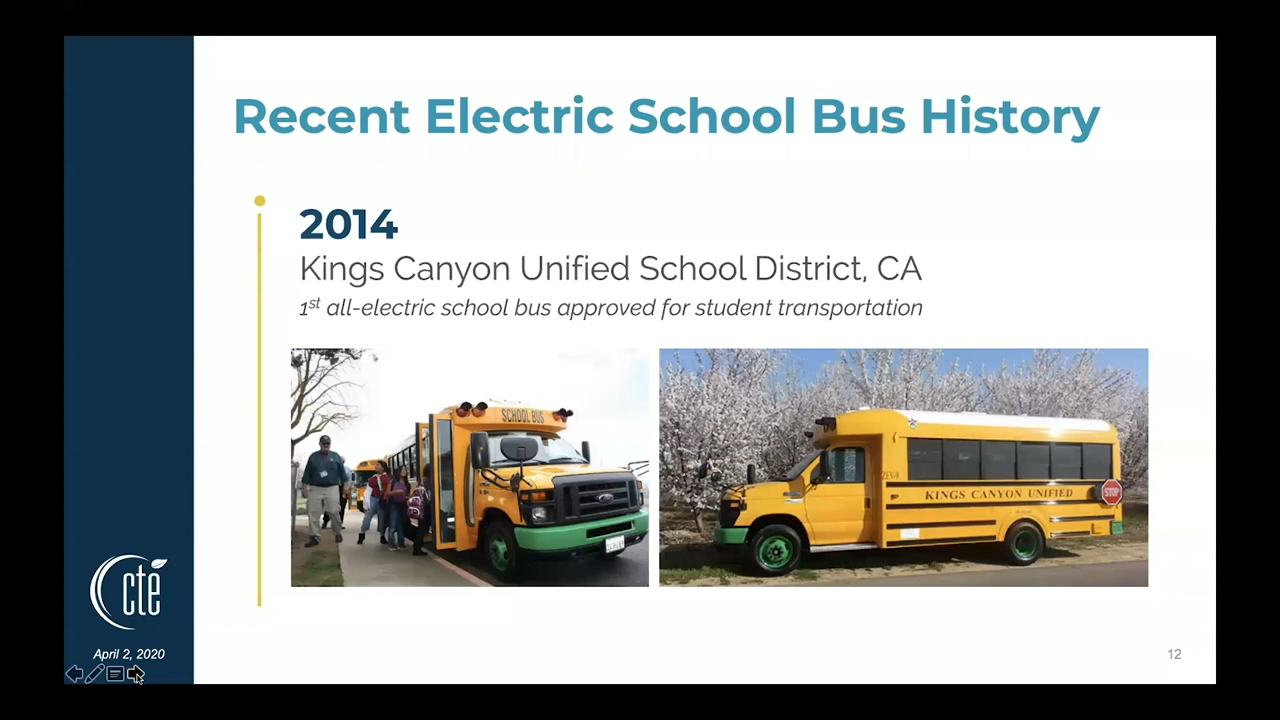 Recent Electric School Bus History
2014
Kings Canyon Unified School District, CA
1st all-electric school bus approved for student transportation
SCHOOL BUS
KINGS CANYON UNIFIED
STOP
cte
April 2, 2020
12